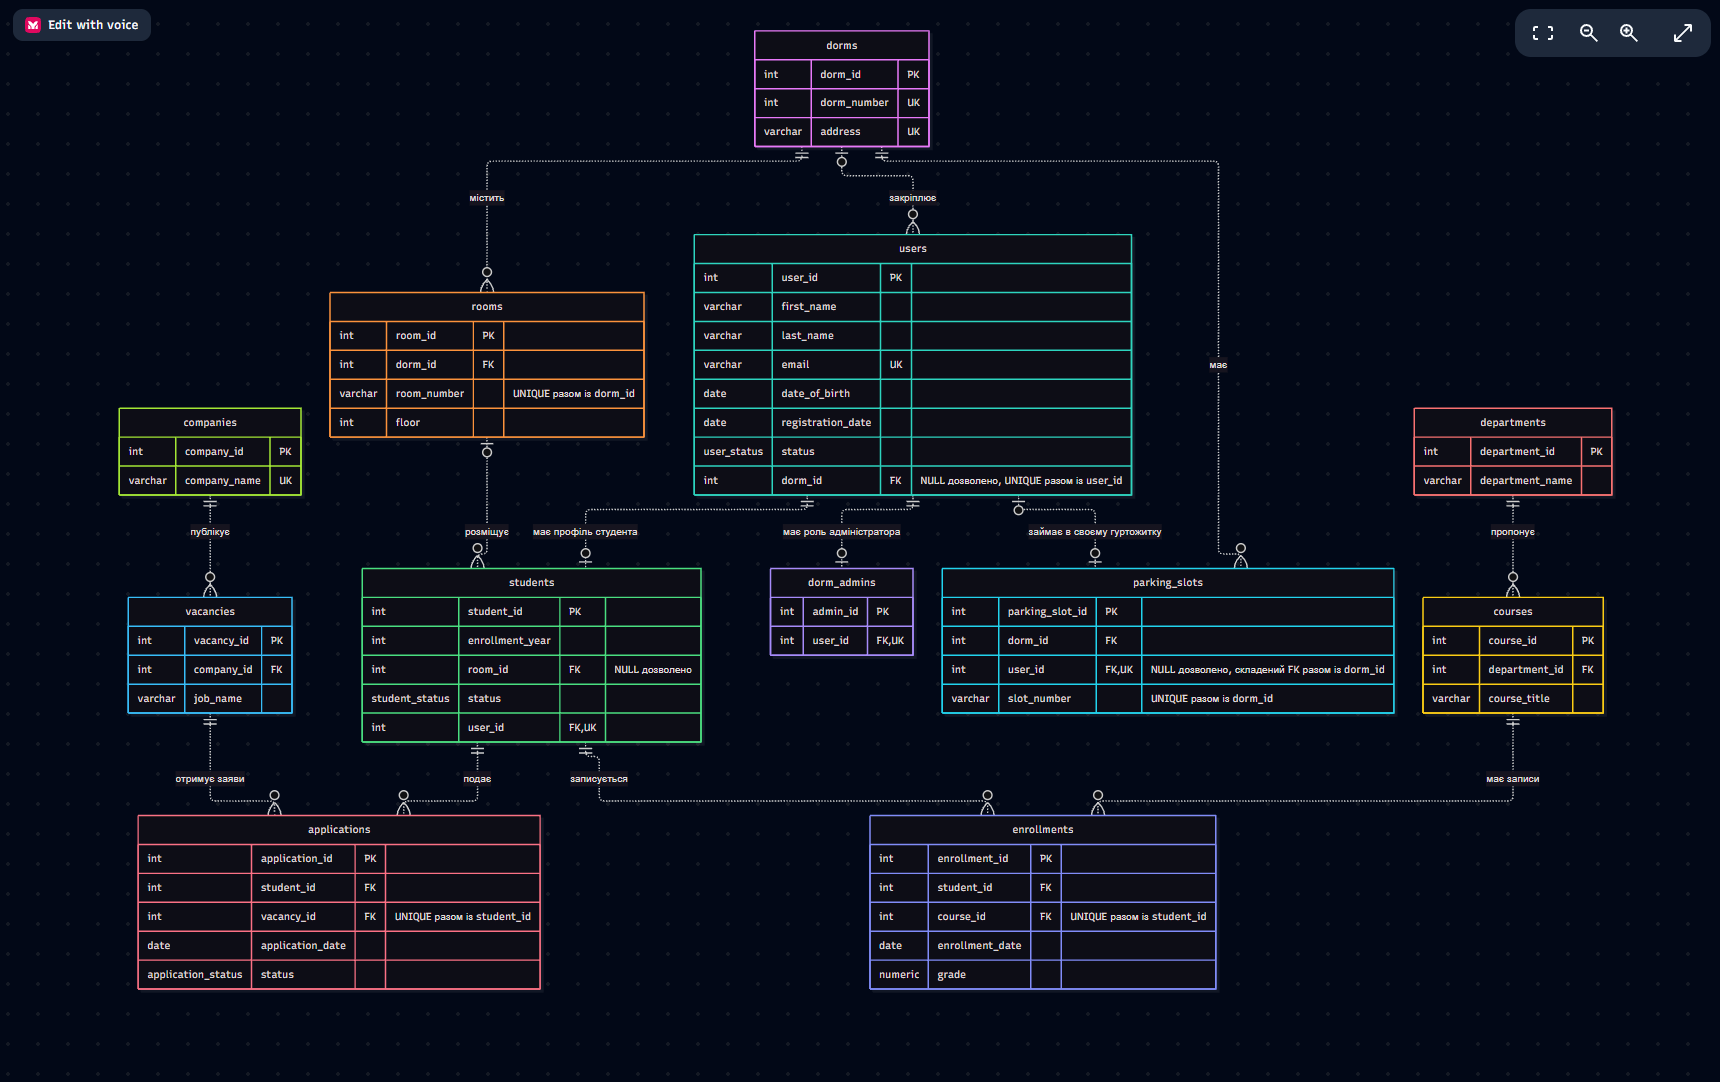 Edit with voice
dorms
int dorm_id PK
int dorm_number UK
varchar address UK
містить
закріплює
має
users
int user_id PK
varchar first_name
varchar last_name
varchar email UK
date date_of_birth
date registration_date
user_status status
int dorm_id FK NULL дозволено, UNIQUE разом із user_id
rooms
int room_id PK
int dorm_id FK
varchar room_number UNIQUE разом із dorm_id
int floor
companies
int company_id PK
varchar company_name UK
departments
int department_id PK
varchar department_name
публікує
розміщує
має профіль студента
має роль адміністратора
займає в своєму гуртожитку
пропонує
vacancies
int vacancy_id PK
int company_id FK
varchar job_name
students
int student_id PK
int enrollment_year
int room_id FK NULL дозволено
student_status status
int user_id FK,UK
dorm_admins
int admin_id PK
int user_id FK,UK
parking_slots
int parking_slot_id PK
int dorm_id FK
int user_id FK,UK NULL дозволено, складений FK разом із dorm_id
varchar slot_number UNIQUE разом із dorm_id
courses
int course_id PK
int department_id FK
varchar course_title
отримує заяви
подає
записується
має записи
applications
int application_id PK
int student_id FK
int vacancy_id FK UNIQUE разом із student_id
date application_date
application_status status
enrollments
int enrollment_id PK
int student_id FK
int course_id FK UNIQUE разом із student_id
date enrollment_date
numeric grade